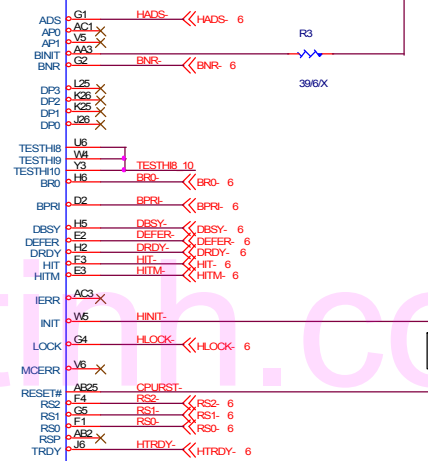 ADS G1 HADS- HADS- 6
AP0 AC1
AP1 V5
R3
BINIT AA3
BNR G2 BNR- BNR- 6
39/6/X
DP3 L25
DP2 K26
DP1 K25
DP0 J26
TESTHI8 U6
TESTHI9 W4
TESTHI10 Y3 TESTHI8_10
BR0 H6 BR0- BR0- 6
BPRI D2 BPRI- BPRI- 6
DBSY H5 DBSY- DBSY- 6
DEFER E2 DEFER- DEFER- 6
DRDY H2 DRDY- DRDY- 6
HIT F3 HIT- HIT- 6
HITM E3 HITM- HITM- 6
IERR AC3
INIT W5 HINIT-
LOCK G4 HLOCK- HLOCK- 6
tinh.co
MCERR V6
RESET# AB25 CPURST-
RS2 F4 RS2- RS2- 6
RS1 G5 RS1- RS1- 6
RS0 F1 RS0- RS0- 6
RSP AB2
TRDY J6 HTRDY- HTRDY- 6